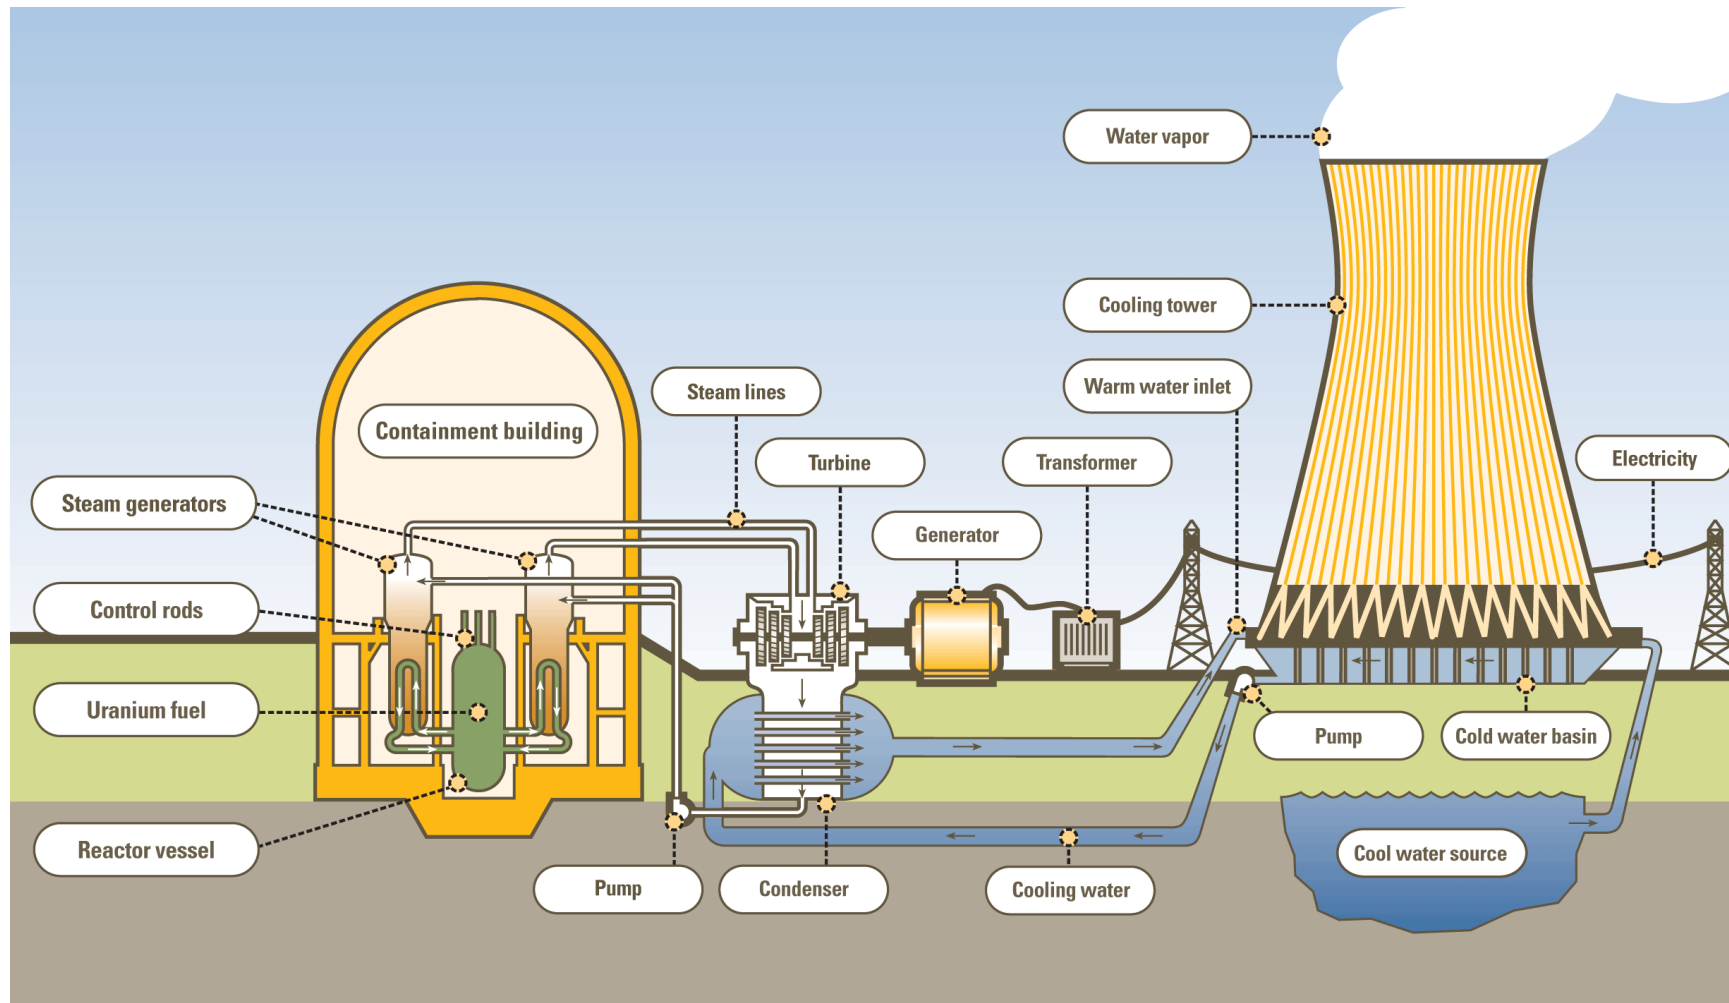 Water vapor
Cooling tower
Steam lines
Warm water inlet
Containment building
Turbine
Transformer
Electricity
Steam generators
Generator
Control rods
Uranium fuel
Pump
Cold water basin
Reactor vessel
Cool water source
Pump
Condenser
Cooling water